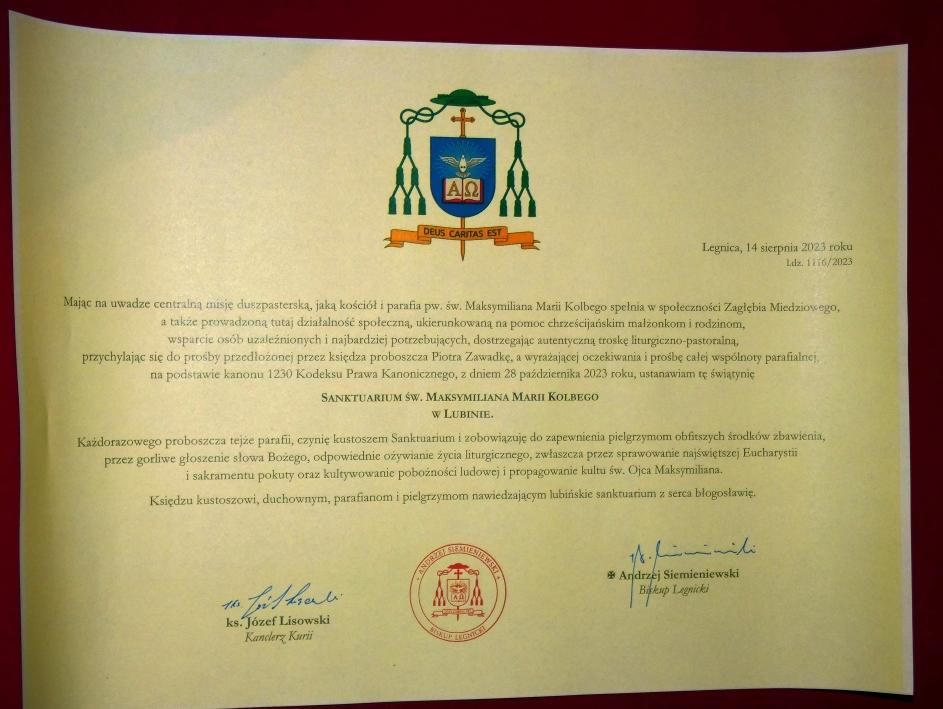 Α Ω
DEUS CARITAS EST
Legnica, 14 sierpnia 2023 roku
Ldz. 1116/2023
Mając na uwadze centralną misję duszpasterską, jaką kościół i parafia pw. św. Maksymiliana Marii Kolbego spełnia w społeczności Zagłębia Miedziowego,
a także prowadzoną tutaj działalność społeczną, ukierunkowaną na pomoc chrześcijańskim małżonkom i rodzinom,
wsparcie osób uzależnionych i najbardziej potrzebujących, dostrzegając autentyczną troskę liturgiczno-pastoralną,
przychylając się do prośby przedłożonej przez księdza proboszcza Piotra Zawadkę, a wyrażającej oczekiwania i prośbę całej wspólnoty parafialnej,
na podstawie kanonu 1230 Kodeksu Prawa Kanonicznego, z dniem 28 października 2023 roku, ustanawiam tę świątynię
SANKTUARIUM ŚW. MAKSYMILIANA MARII KOLBEGO
W LUBINIE.
Każdorazowego proboszcza tejże parafii, czynię kustoszem Sanktuarium i zobowiązuję do zapewnienia pielgrzymom obfitszych środków zbawienia,
przez gorliwe głoszenie słowa Bożego, odpowiednie ożywianie życia liturgicznego, zwłaszcza przez sprawowanie najświętszej Eucharystii
i sakramentu pokuty oraz kultywowanie pobożności ludowej i propagowanie kultu św. Ojca Maksymiliana.
Księdzu kustoszowi, duchownym, parafianom i pielgrzymom nawiedzającym lubińskie sanktuarium z serca błogosławię.
ks. Józef Lisowski
Kanclerz Kurii
ANDRZEJ SIEMIENIEWSKI
BISKUP LEGNICKI
✠ Andrzej Siemieniewski
Biskup Legnicki